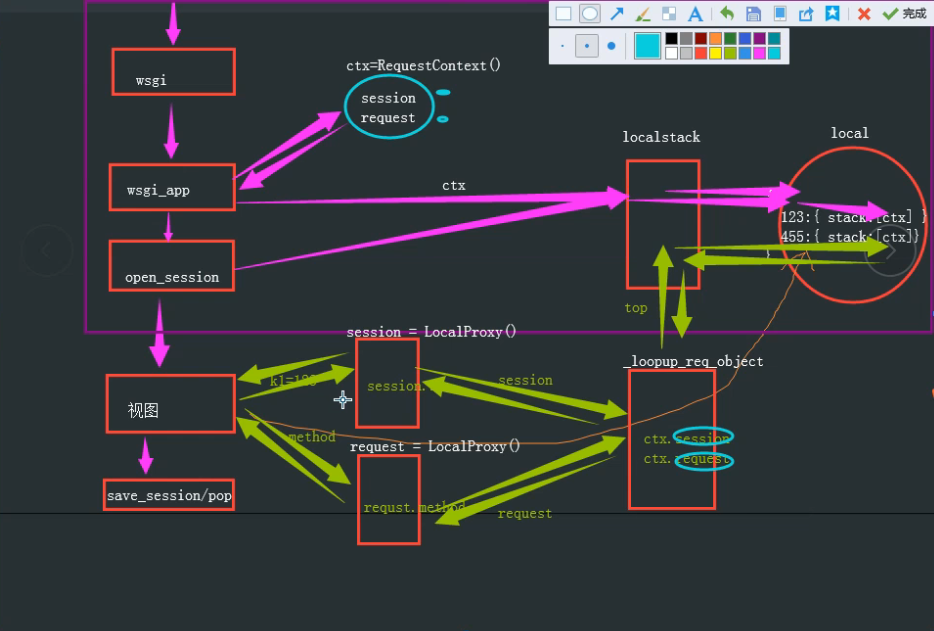 完成
ctx=RequestContext()
wsgi
session
request
localstack
local
wsgi_app
ctx
123:{ stack:[ctx] }
455:{ stack:[ctx]}
}
open_session
top
session = LocalProxy()
_loopup_req_object
k1=123
session.
session
视图
method
request = LocalProxy()
ctx.session
ctx.request
save_session/pop
requst.method
request